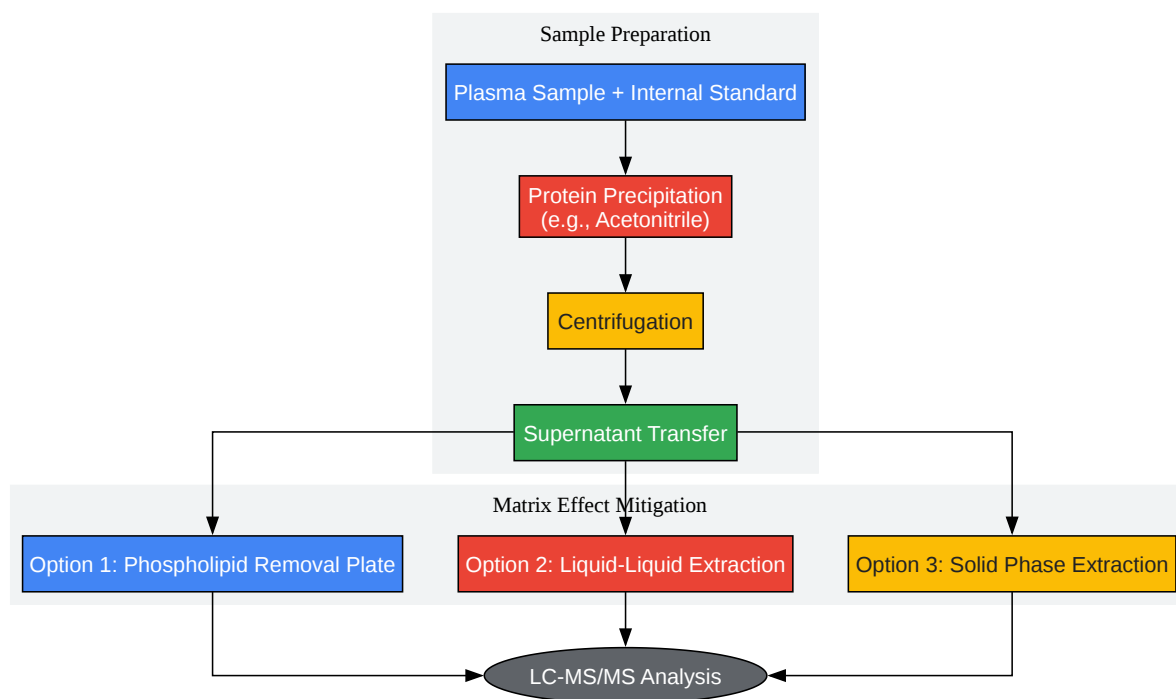 Sample Preparation
Plasma Sample + Internal Standard
Protein Precipitation
(e.g., Acetonitrile)
Centrifugation
Supernatant Transfer
Matrix Effect Mitigation
Option 1: Phospholipid Removal Plate
Option 2: Liquid-Liquid Extraction
Option 3: Solid Phase Extraction
LC-MS/MS Analysis